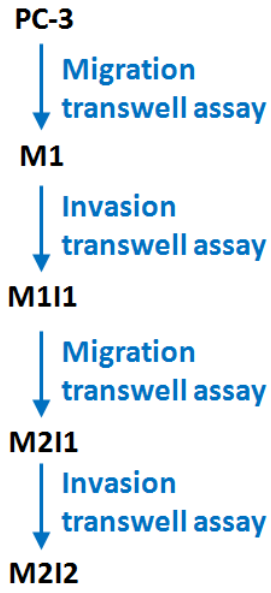 PC-3
Migration
transwell assay
M1
Invasion
transwell assay
M1I1
Migration
transwell assay
M2I1
Invasion
transwell assay
M2I2